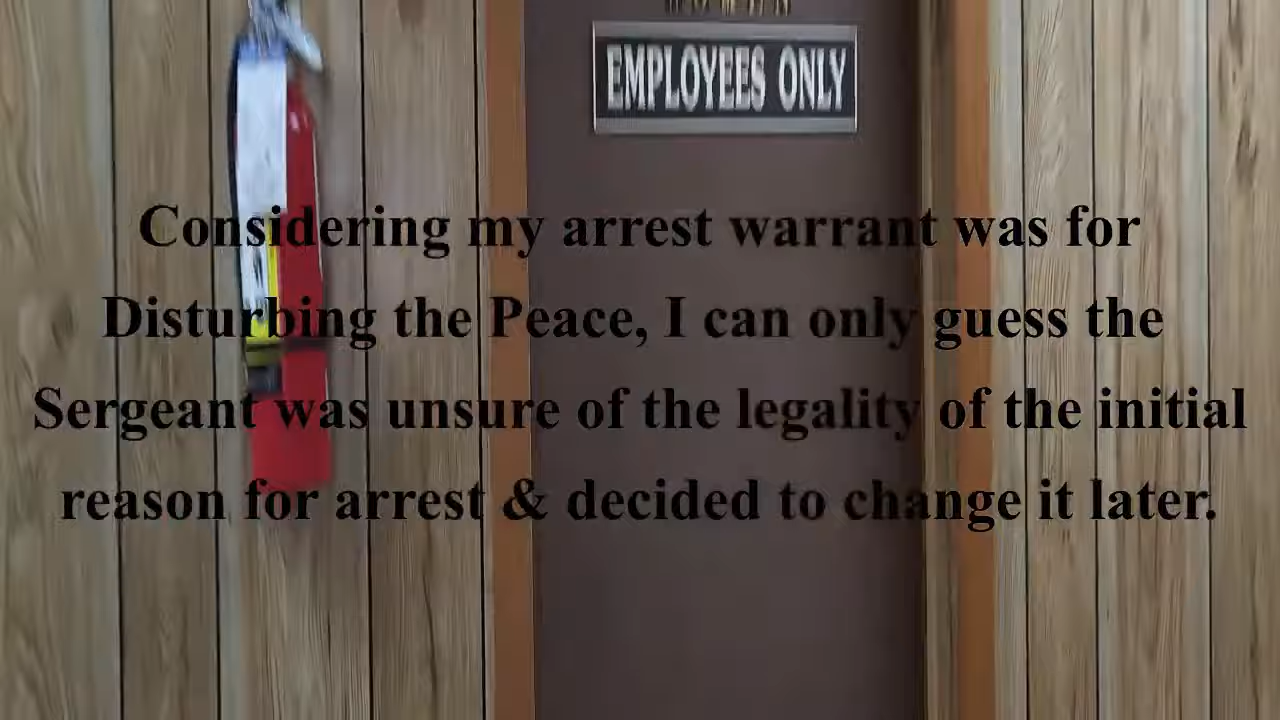 EMPLOYEES ONLY
Considering my arrest warrant was for
Disturbing the Peace, I can only guess the
Sergeant was unsure of the legality of the initial
reason for arrest & decided to change it later.